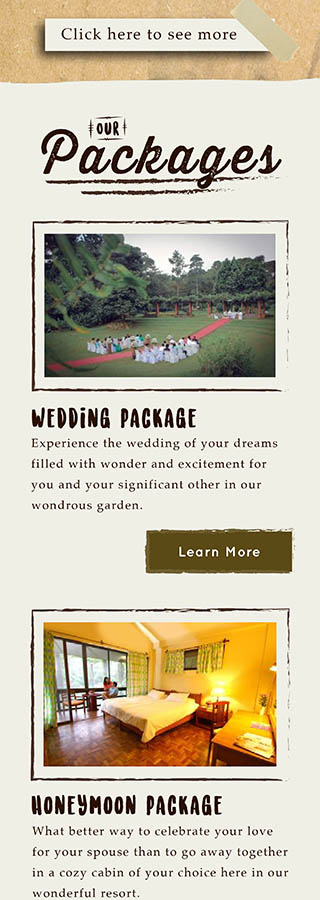 Click here to see more
OUR
Packages
WEDDING PACKAGE
Experience the wedding of your dreams
filled with wonder and excitement for
you and your significant other in our
wondrous garden.
Learn More
HONEYMOON PACKAGE
What better way to celebrate your love
for your spouse than to go away together
in a cozy cabin of your choice here in our
wonderful resort.